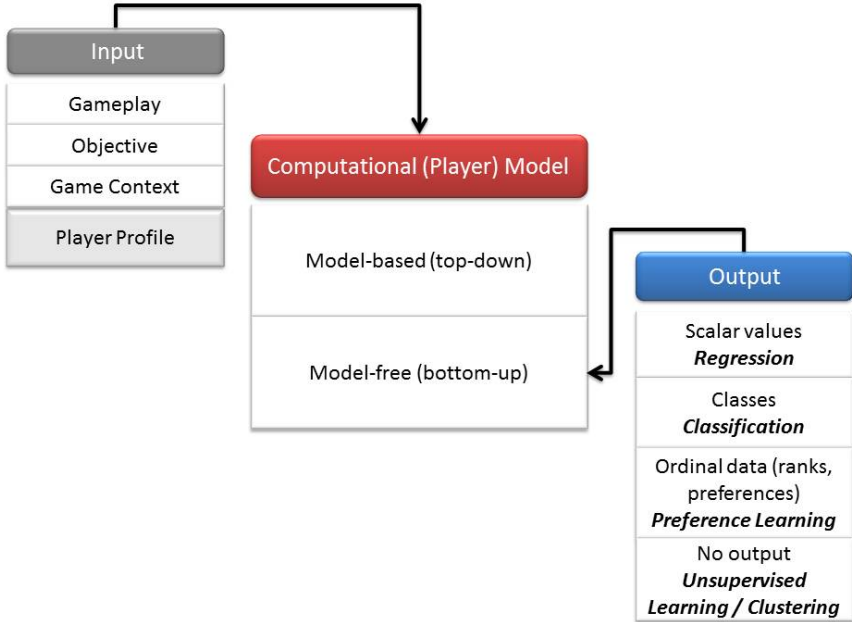 Input
Gameplay
Objective
Game Context
Player Profile
Computational (Player) Model
Model-based (top-down)
Model-free (bottom-up)
Output
Scalar values
Regression
Classes
Classification
Ordinal data (ranks,
preferences)
Preference Learning
No output
Unsupervised
Learning / Clustering